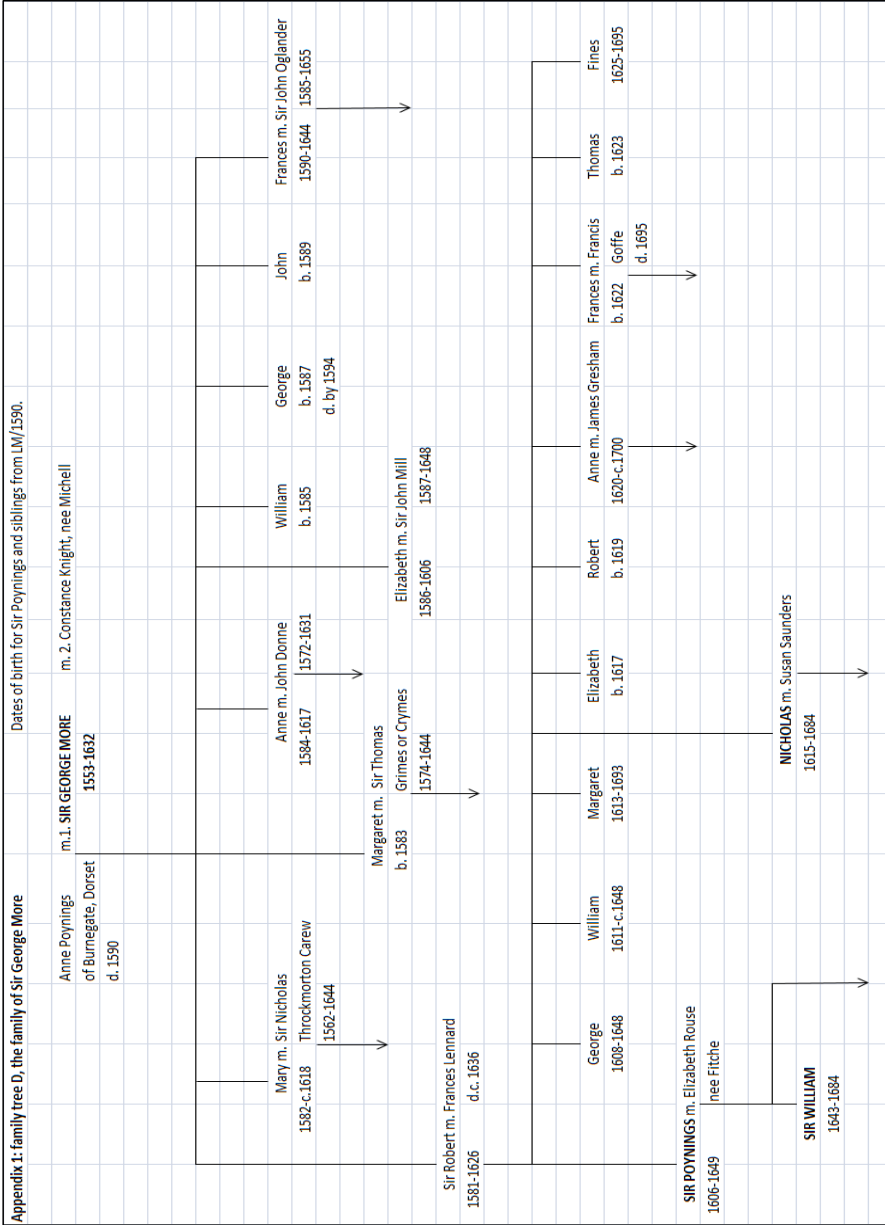 Appendix 1: family tree D, the family of Sir George More
Dates of birth for Sir Poynings and siblings from LM/1590.
Anne Poynings
m.1. SIR GEORGE MORE
m. 2. Constance Knight, nee Michell
of Burnegate, Dorset
1553-1632
d. 1590
Mary m. Sir Nicholas
Throckmorton Carew
1582-c.1618
1562-1644
Anne m. John Donne
1584-1617
1572-1631
William
b. 1585
George
b. 1587
d. by 1594
John
b. 1589
Frances m. Sir John Oglander
1590-1644
1585-1655
Margaret m. Sir Thomas
Grimes or Crymes
b. 1583
1574-1644
Elizabeth m. Sir John Mill
1586-1606
1587-1648
Sir Robert m. Frances Lennard
1581-1626
d.c. 1636
George
1608-1648
William
1611-c.1648
Margaret
1613-1693
Elizabeth
b. 1617
Robert
b. 1619
Anne m. James Gresham
1620-c.1700
Frances m. Francis
Goffe
b. 1622
d. 1695
Thomas
b. 1623
Fines
1625-1695
SIR POYNINGS m. Elizabeth Rouse
nee Fitche
1606-1649
NICHOLAS m. Susan Saunders
1615-1684
SIR WILLIAM
1643-1684